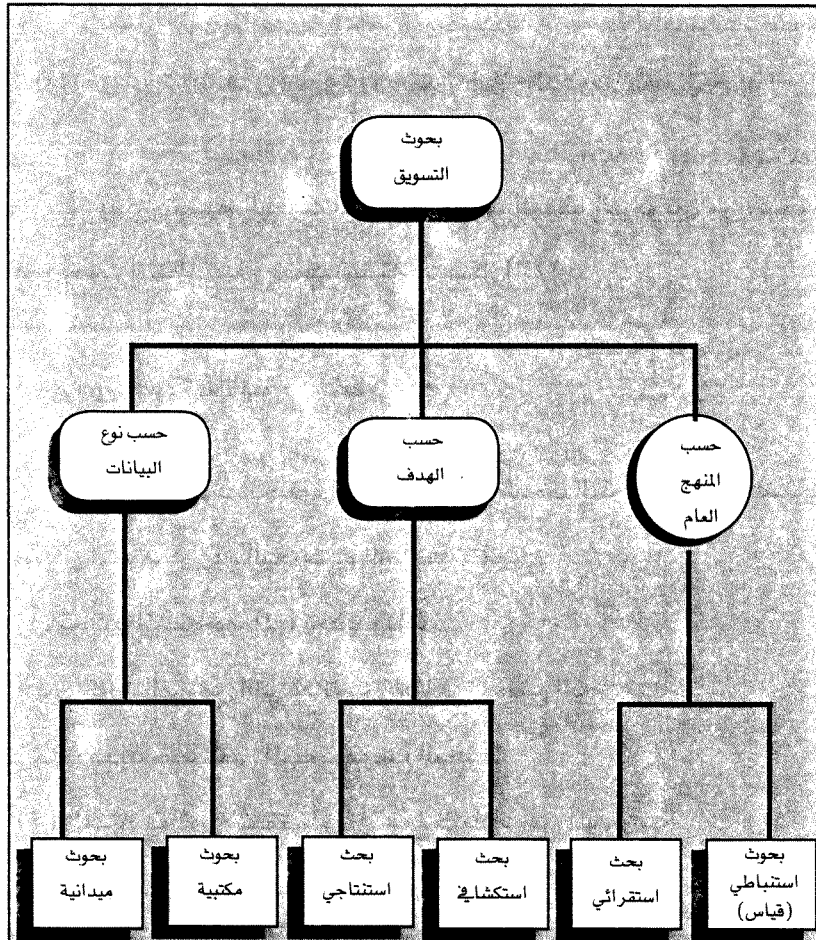 بحوث
التسويق
حسب
المنهج
العام
حسب
الهدف
حسب نوع
البيانات
بحوث
استنباطي
(قياس)
بحث
استقرائي
بحث
استكشافي
بحث
استنتاجي
بحوث
مكتبية
بحوث
ميدانية